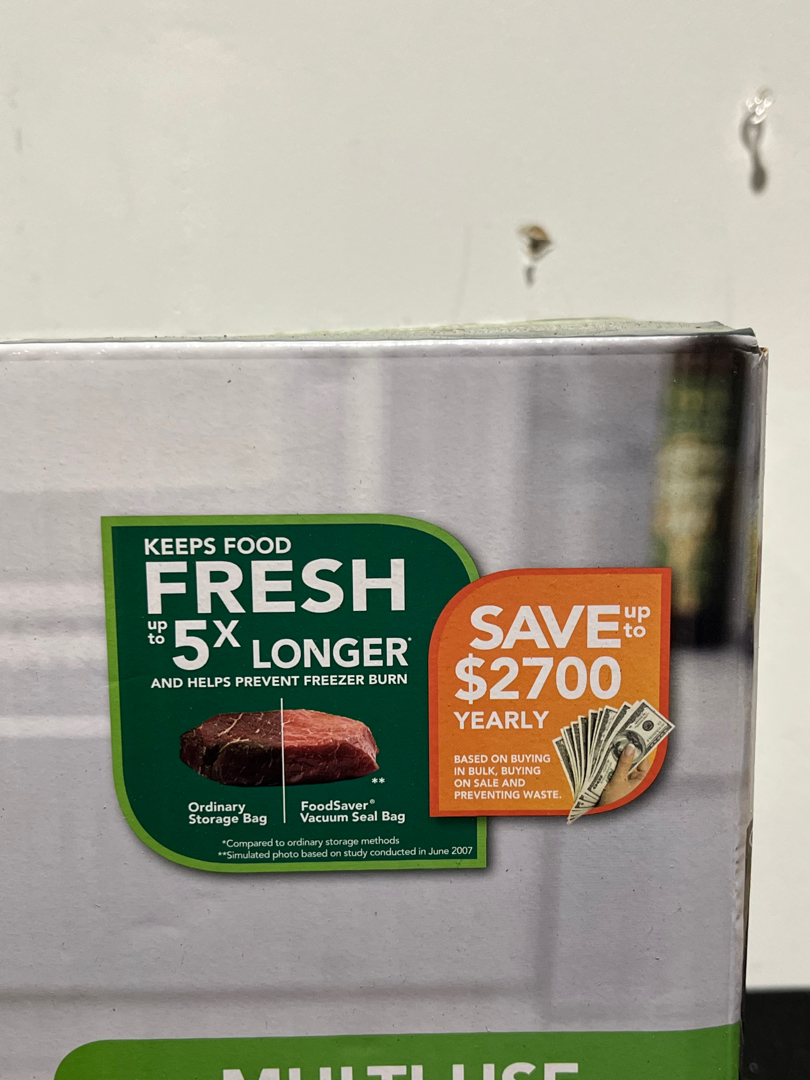 KEEPS FOOD
FRESH
up to 5X LONGER*
AND HELPS PREVENT FREEZER BURN
**
Ordinary Storage Bag
FoodSaver® Vacuum Seal Bag
*Compared to ordinary storage methods
**Simulated photo based on study conducted in June 2007
SAVE up to
$2700
YEARLY
BASED ON BUYING
IN BULK, BUYING
ON SALE AND
PREVENTING WASTE.
MULTI USE